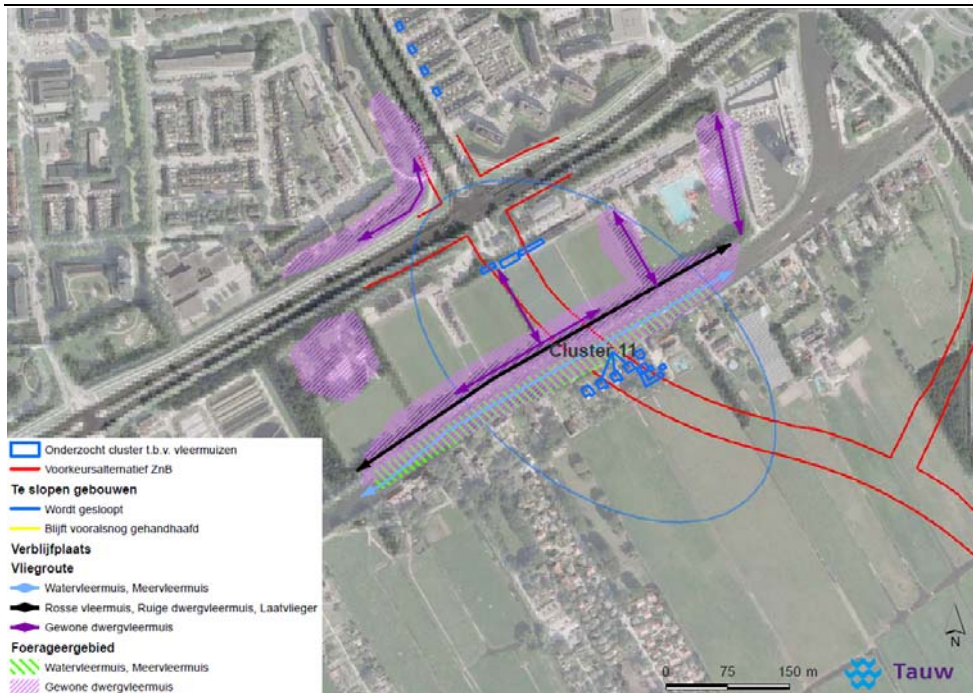 Cluster 11
Onderzocht cluster t.b.v. vleermuizen
Voorkeursalternatief ZnB
Te slopen gebouwen
Wordt gesloopt
Blijft vooralsnog gehandhaafd
Verblijfplaats
Vliegroute
Watervleermuis, Meervleermuis
Rosse vleermuis, Ruige dwergvleermuis, Laatvlieger
Gewone dwergvleermuis
Foerageergebied
Watervleermuis, Meervleermuis
Gewone dwergvleermuis
0 75 150 m
N
Tauw